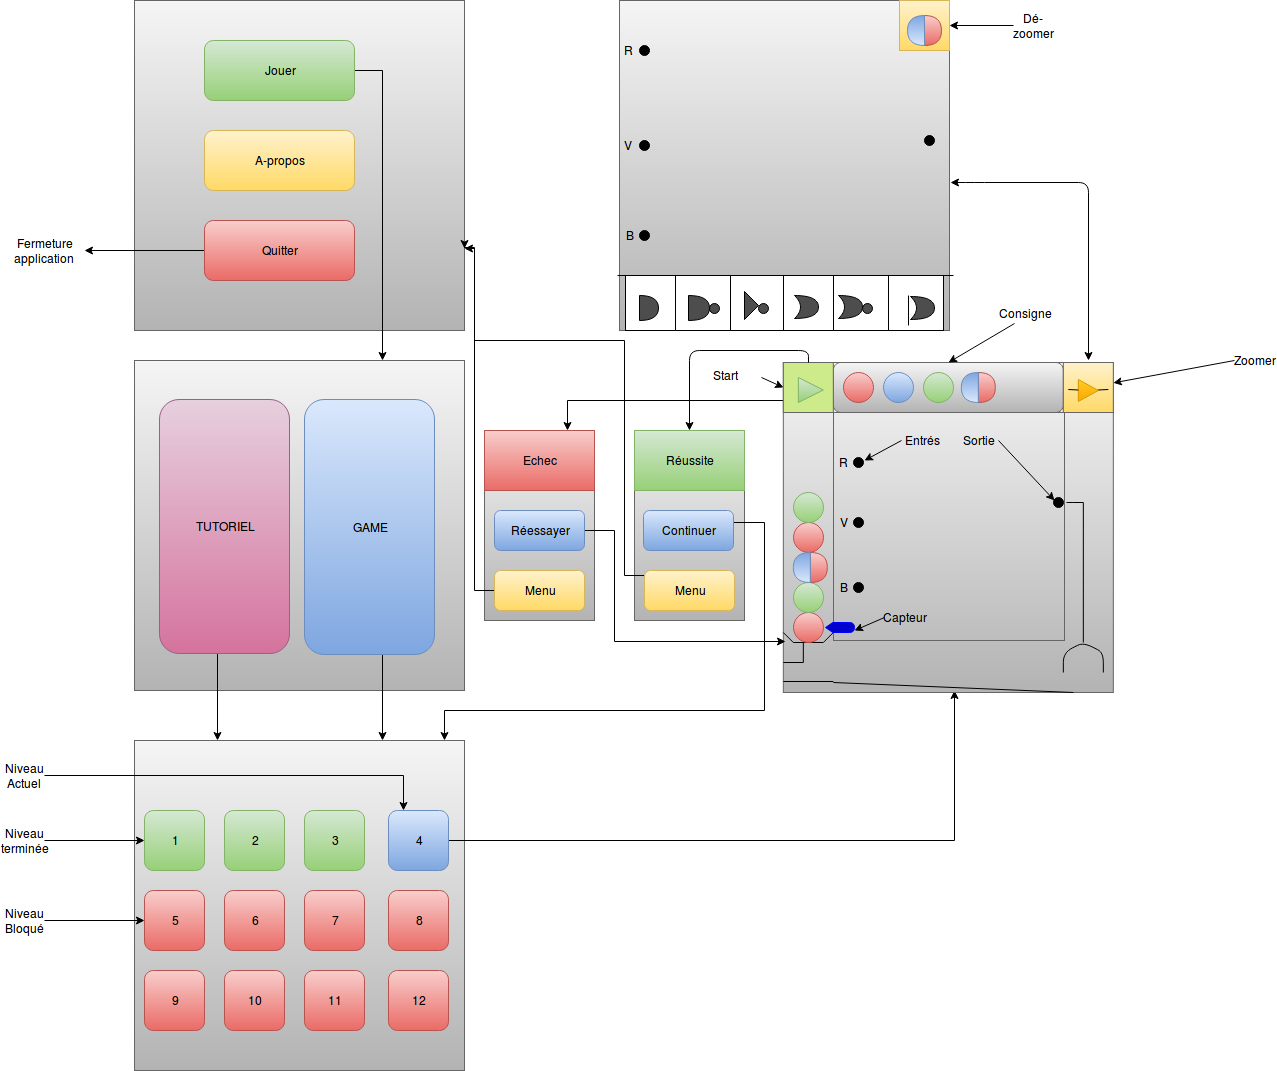 Jouer
A-propos
Quitter
Fermeture
application
Dé-
zoomer
R
V
B
Consigne
Zoomer
Start
Entrés
Sortie
R
V
B
Capteur
Echec
Réessayer
Menu
Réussite
Continuer
Menu
TUTORIEL
GAME
Niveau
Actuel
Niveau
terminée
Niveau
Bloqué
1
2
3
4
5
6
7
8
9
10
11
12